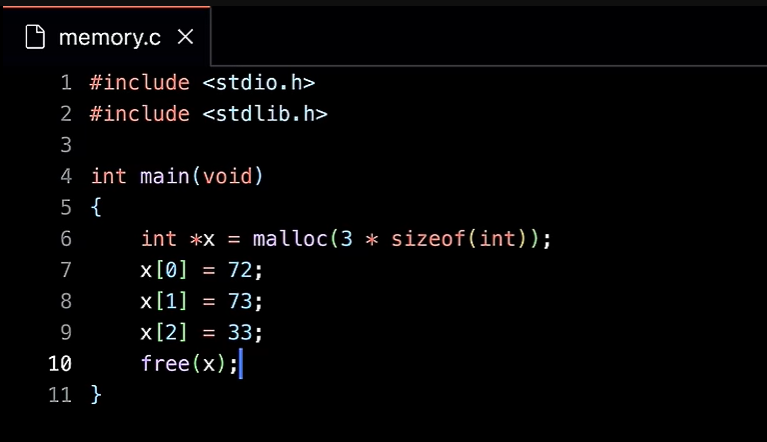 memory.c
1 #include <stdio.h>
2 #include <stdlib.h>
3
4 int main(void)
5 {
6     int *x = malloc(3 * sizeof(int));
7     x[0] = 72;
8     x[1] = 73;
9     x[2] = 33;
10     free(x);
11 }